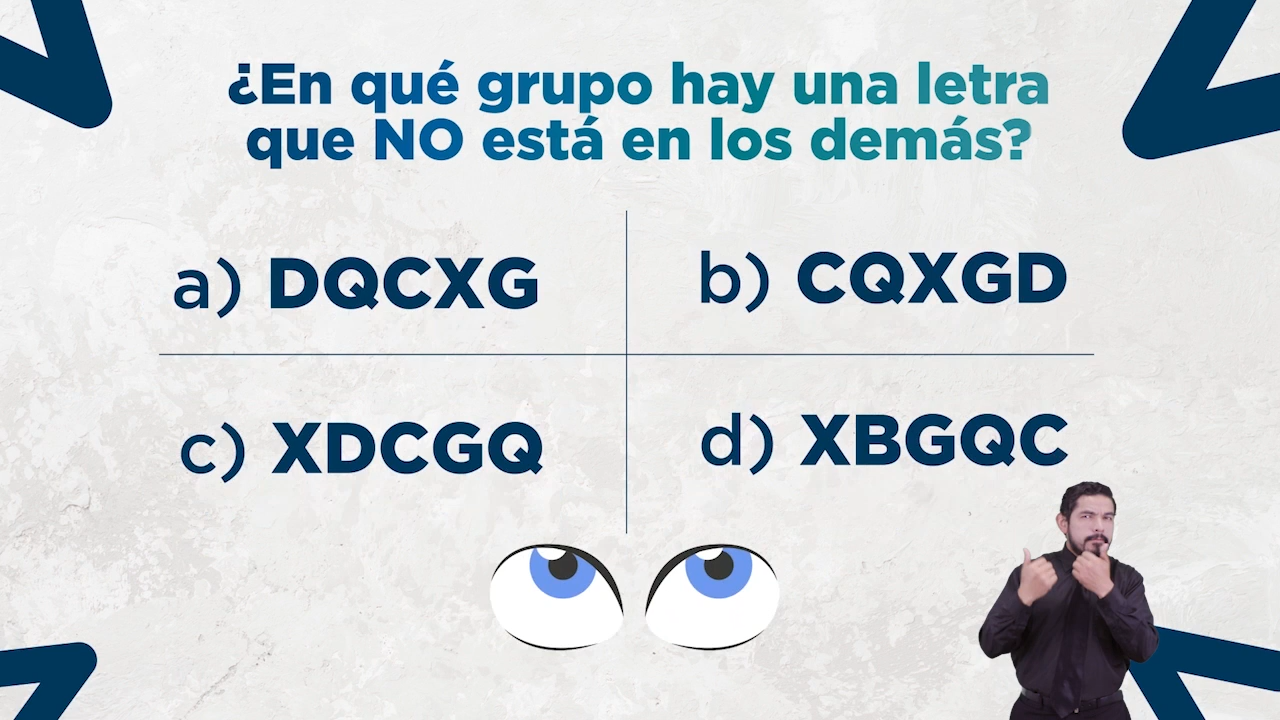 ¿En qué grupo hay una letra
que NO está en los demás?
a) DQCXG
b) CQXGD
c) XDCGQ
d) XBGQC